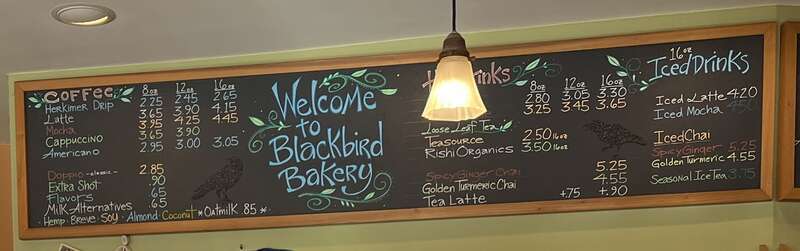 Coffee 8oz 12oz 16oz
Herkimer Drip 2.25 2.45 2.65
Latte 3.65 3.90 4.15
Mocha 3.95 4.25 4.45
Cappuccino 3.65 3.90
Americano 2.95 3.00 3.05
Doppio -classic- 2.85
Extra Shot .90
Flavors .65
Milk Alternatives .65
·Hemp·Breve·Soy·Almond·Coconut *Oatmilk .85*
Welcome
to
Blackbird
Bakery
Drinks 8oz 12oz 16oz
2.80 3.05 3.30
3.25 3.45 3.65
Loose Leaf Tea
Teasource 2.50 16oz
Rishi Organics 3.50 16oz
Spicy Ginger Chai 5.25
Golden Turmeric Chai 4.55
Tea Latte +.75 +.90
16oz
Iced Drinks
Iced Latte 4.20
Iced Mocha 4.50
Iced Chai
Spicy Ginger 5.25
Golden Turmeric 4.55
Seasonal Iced Tea 3.75